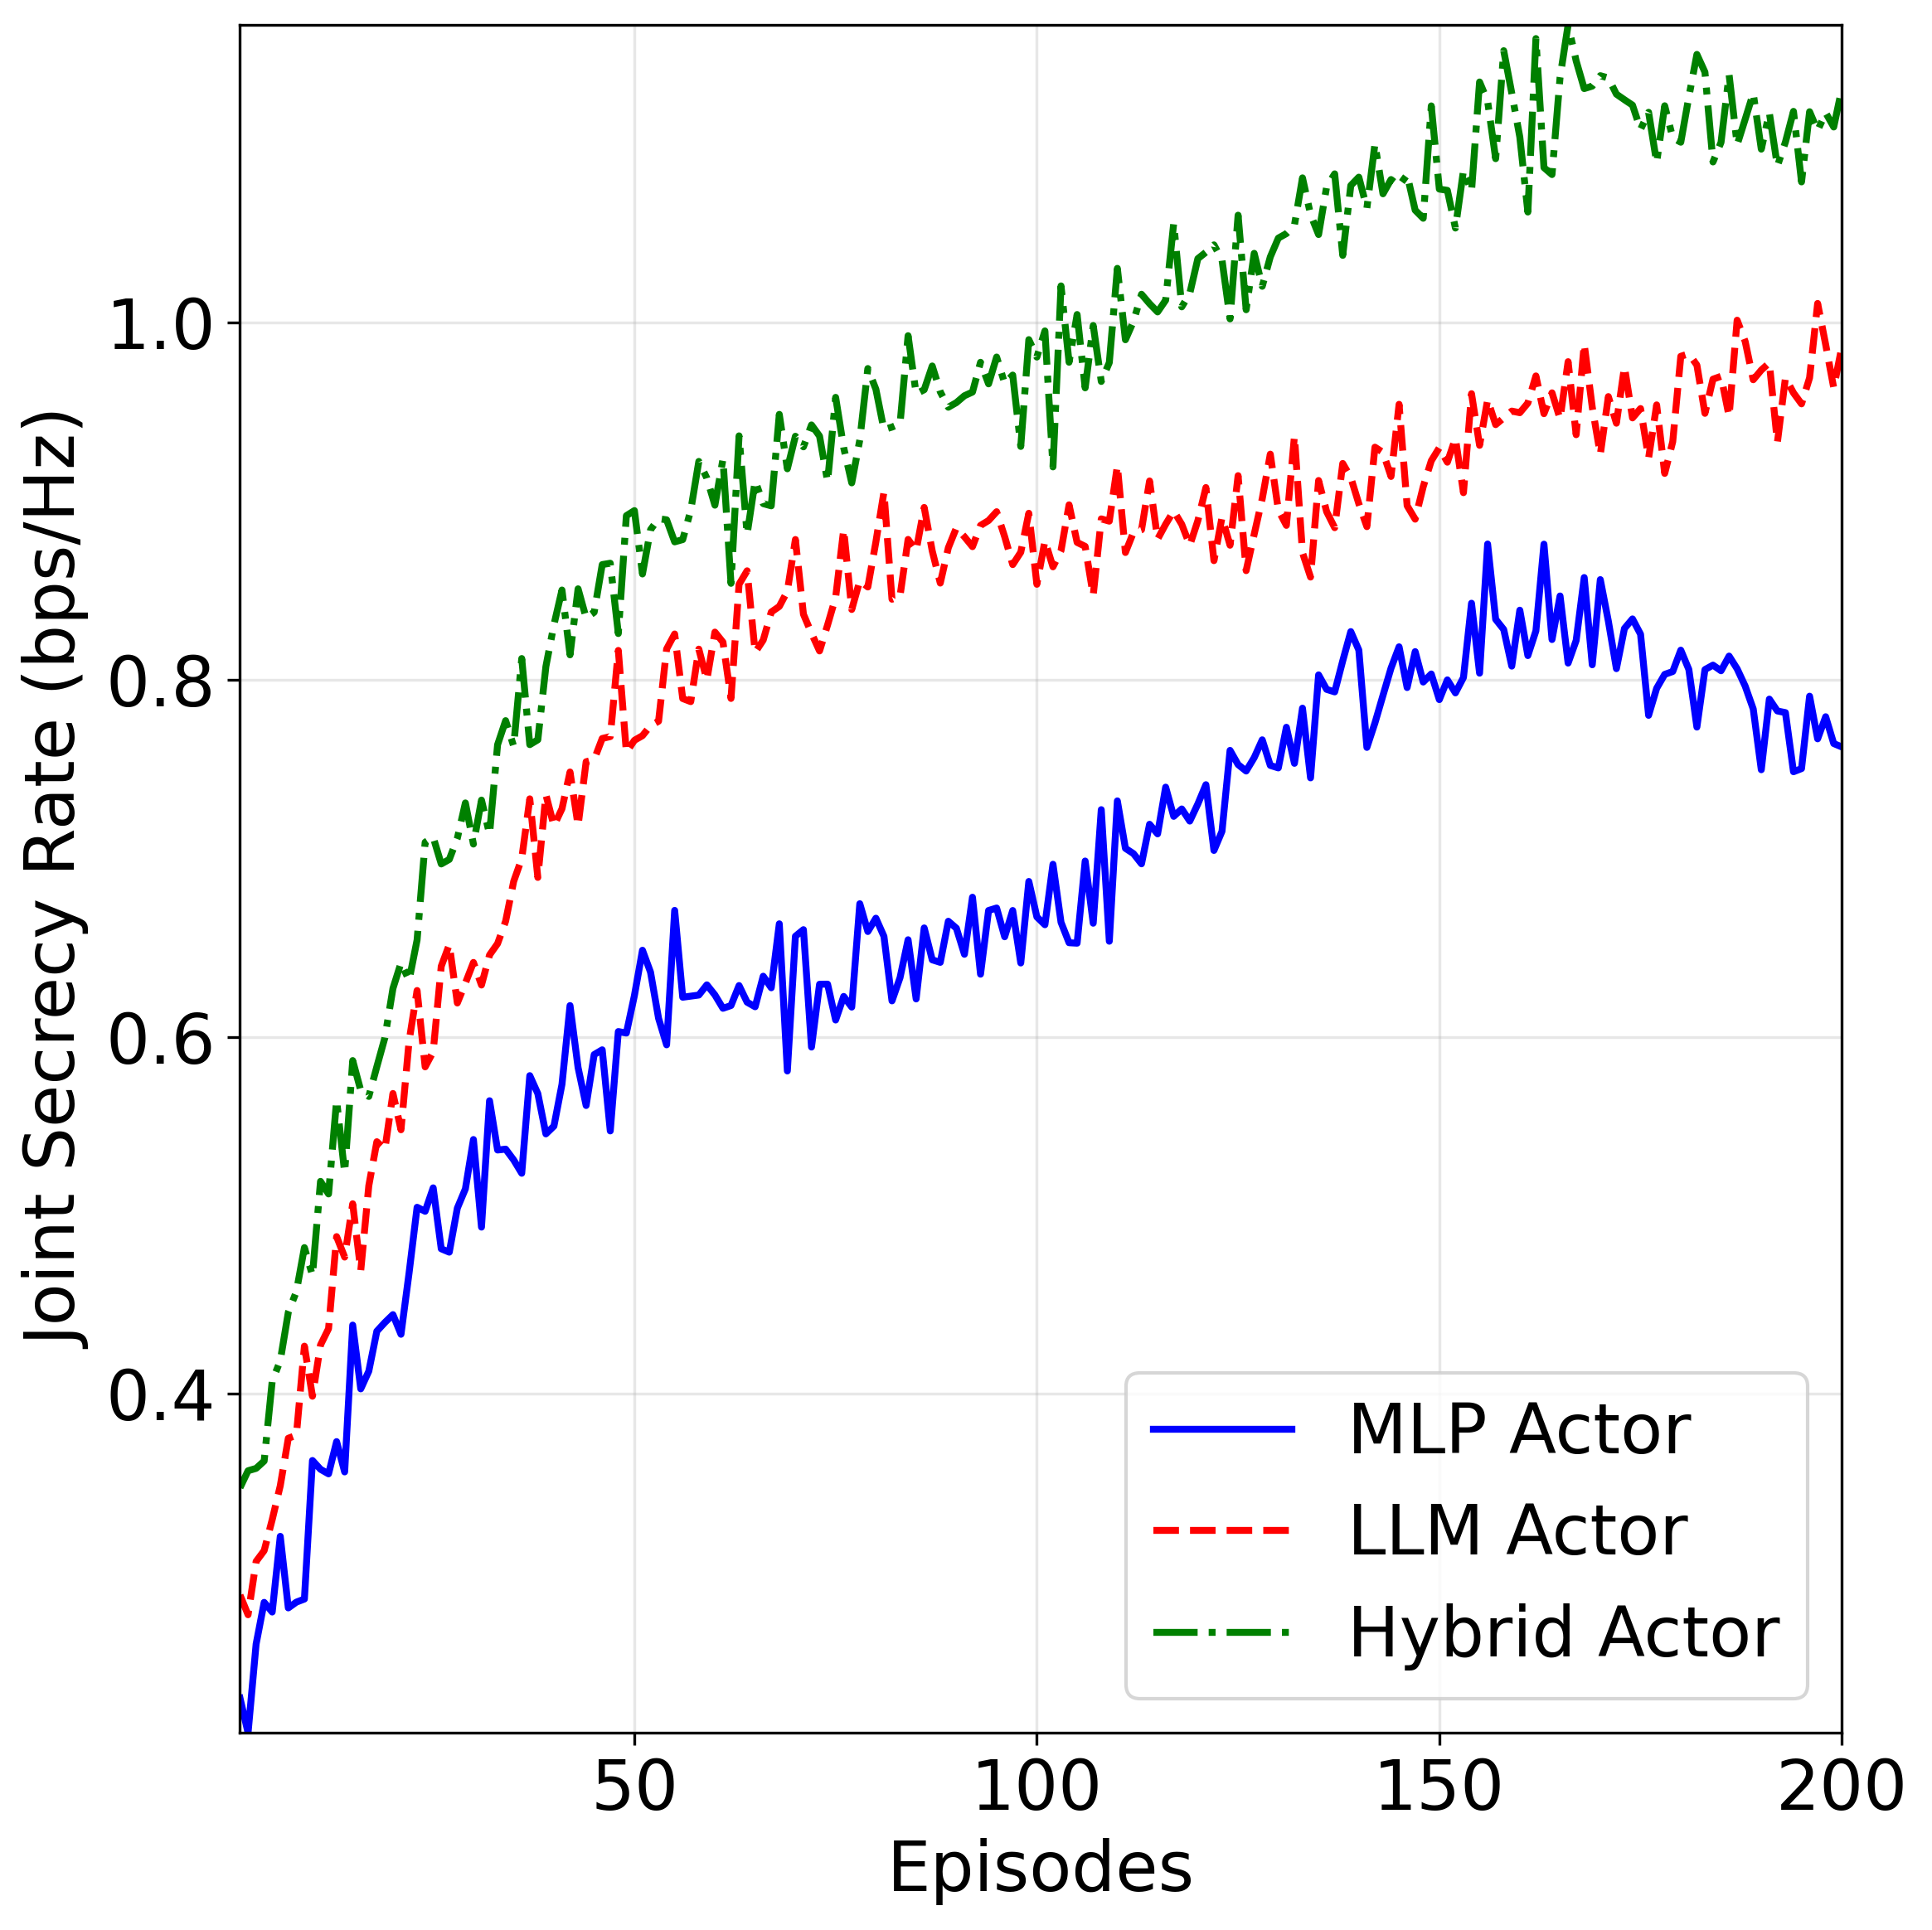 Joint Secrecy Rate (bps/Hz)
1.0
0.8
0.6
0.4
50
100
150
200
Episodes
MLP Actor
LLM Actor
Hybrid Actor